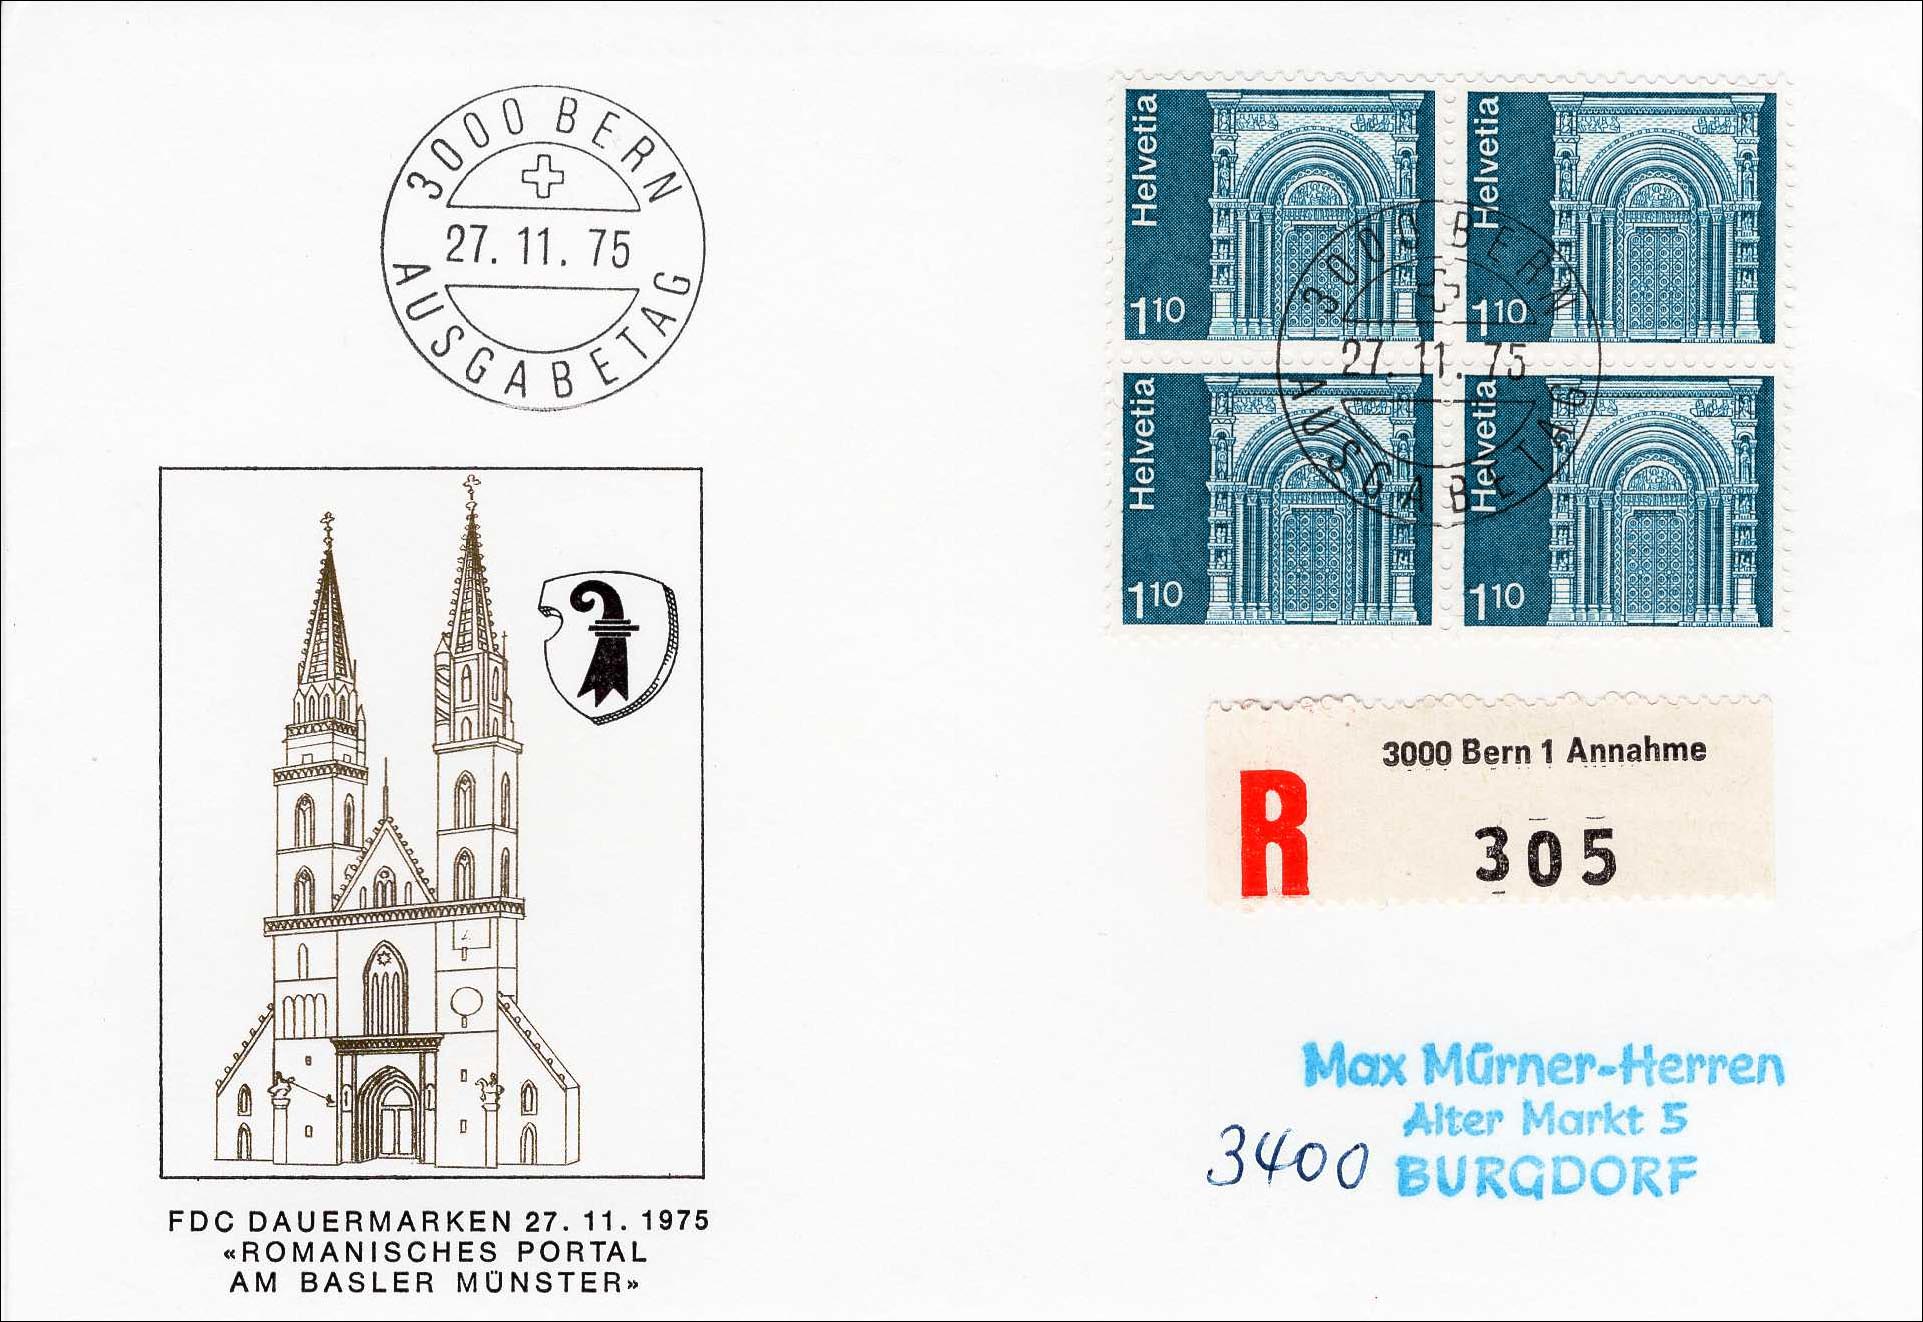 3000 BERN
27. 11. 75
AUSGABETAG
Helvetia
110
Helvetia
110
Helvetia
110
Helvetia
110
3000 BERN
27. 11. 75
AUSGABETAG
3000 Bern 1 Annahme
R
305
Max Mürner-Herren
Alter Markt 5
3400 BURGDORF
FDC DAUERMARKEN 27. 11. 1975
«ROMANISCHES PORTAL
AM BASLER MÜNSTER»